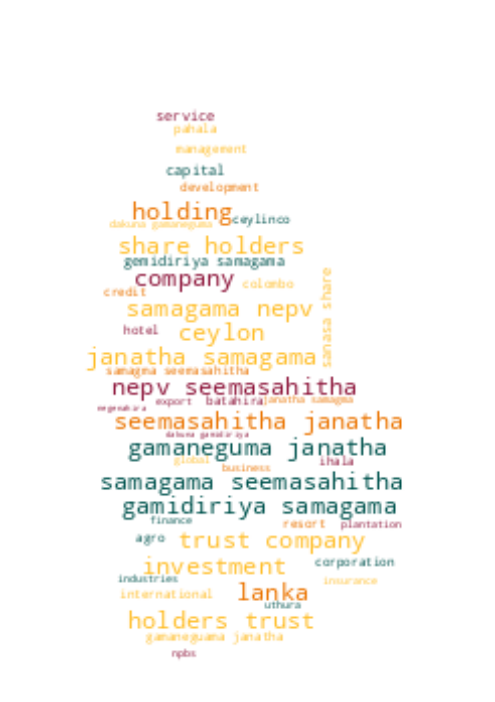 service
pahala
management
capital
development
holding
ceylinco
dakuna gamaneguma
share holders
gemidiriya samagama
company
colombo
credit
sanasa share
samagama nepv
hotel
ceylon
janatha samagama
samagma seemasahitha
nepv seemasahitha
export
batahira
janatha samagma
negenahira
seemasahitha janatha
dakuna gamidiriya
gamaneguma janatha
global
ihala
business
samagama seemasahitha
gamidiriya samagama
finance
resort
plantation
agro
trust company
corporation
investment
industries
insurance
international
lanka
uthura
holders trust
gamaneguama janatha
npbs